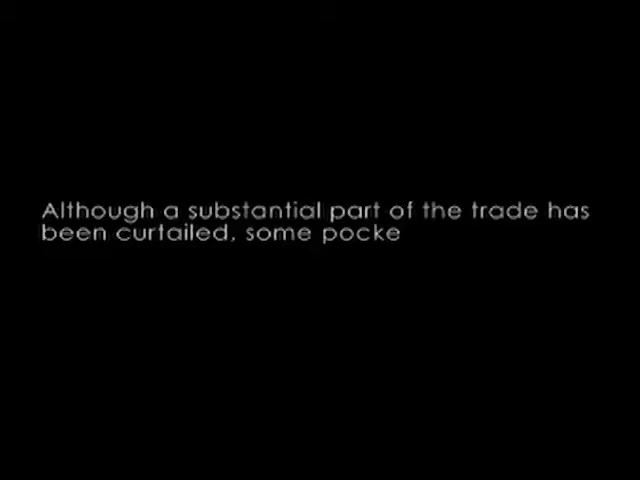 Although a substantial part of the trade has
been curtailed, some pocke